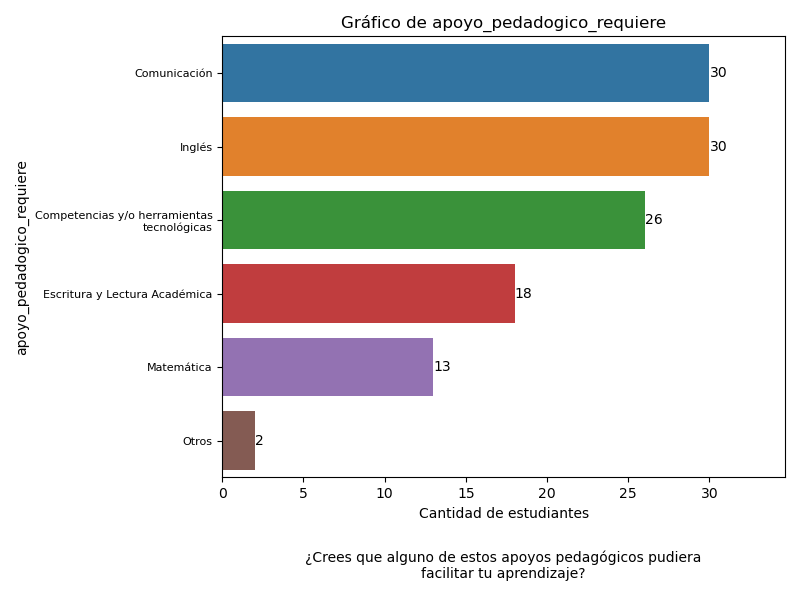 Gráfico de apoyo_pedadogico_requiere
apoyo_pedadogico_requiere
Comunicación
30
Inglés
30
Competencias y/o herramientas
tecnológicas
26
Escritura y Lectura Académica
18
Matemática
13
Otros
2
0 5 10 15 20 25 30
Cantidad de estudiantes
¿Crees que alguno de estos apoyos pedagógicos pudiera
facilitar tu aprendizaje?